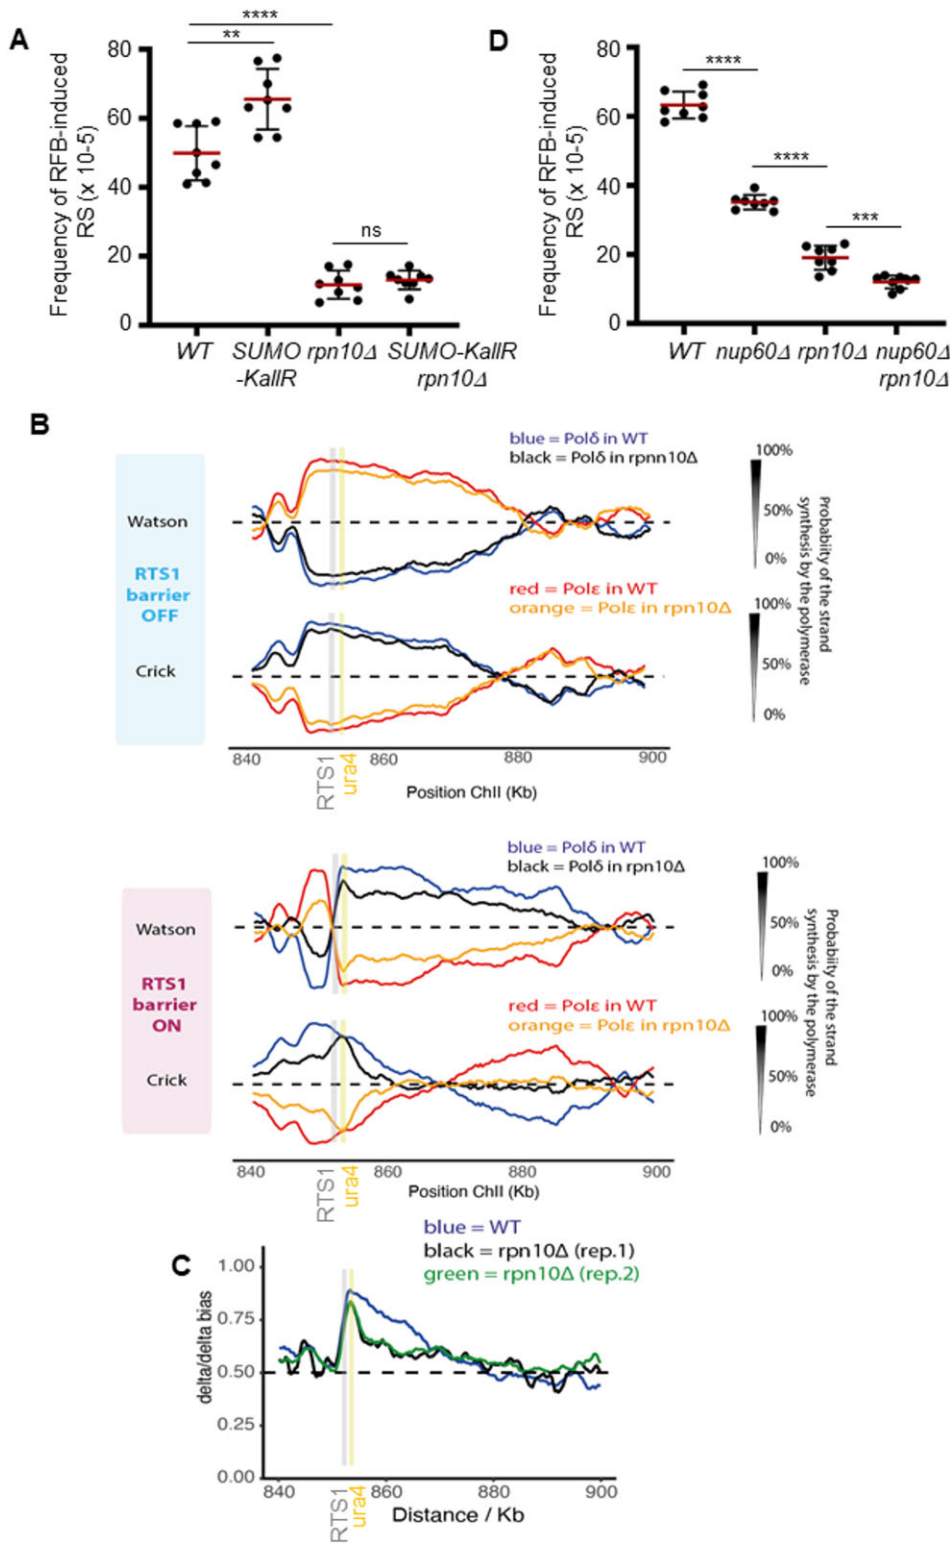 A
****
**
ns
Frequency of RFB-induced
RS (x 10-5)
80
60
40
20
0
WT
SUMO
-KallR
rpn10Δ
SUMO-KallR
rpn10Δ
D
****
****
***
Frequency of RFB-induced
RS (x 10-5)
80
60
40
20
0
WT
nup60Δ
rpn10Δ
nup60Δ
rpn10Δ
B
blue = Polδ in WT
black = Polδ in rpnn10Δ
Watson
RTS1
barrier
OFF
Crick
red = Polε in WT
orange = Polε in rpn10Δ
100%
50%
0%
100%
50%
0%
Probabiity of the strand
synthesis by the polymerase
840
RTS1
ura4
860
880
900
Position ChII (Kb)
blue = Polδ in WT
black = Polδ in rpn10Δ
Watson
RTS1
barrier
ON
Crick
red = Polε in WT
orange = Polε in rpn10Δ
100%
50%
0%
100%
50%
0%
Probabiity of the strand
synthesis by the polymerase
840
RTS1
ura4
860
880
900
Position ChII (Kb)
C
blue = WT
black = rpn10Δ (rep.1)
green = rpn10Δ (rep.2)
delta/delta bias
1.00
0.75
0.50
0.25
0.00
840
RTS1
ura4
860
880
900
Distance / Kb